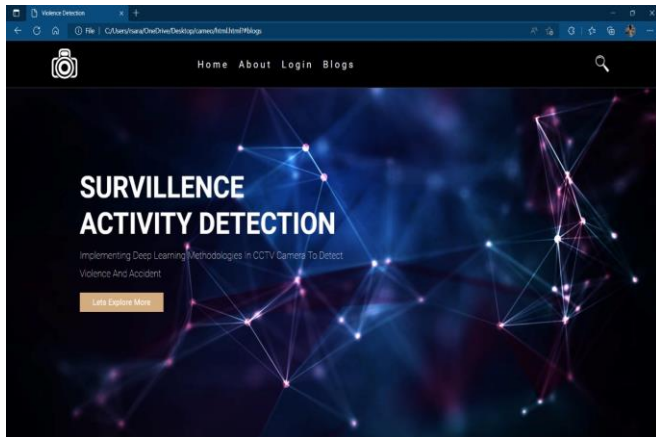 Violence Detection
File | C:/Users/rsara/OneDrive/Desktop/cameo/html.html?#blogs
Home About Login Blogs
SURVILLENCE
ACTIVITY DETECTION
Implementing Deep Learning Methodologies In CCTV Camera To Detect
Violence And Accident
Lets Explore More